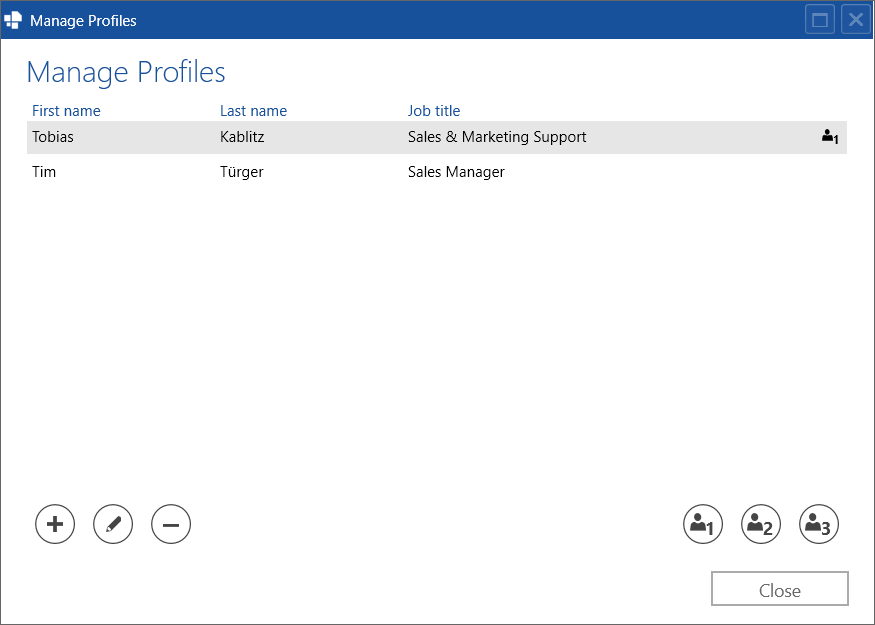 Manage Profiles
Manage Profiles
First name Last name Job title
Tobias Kablitz Sales & Marketing Support 1
Tim Türger Sales Manager
1 2 3
Close